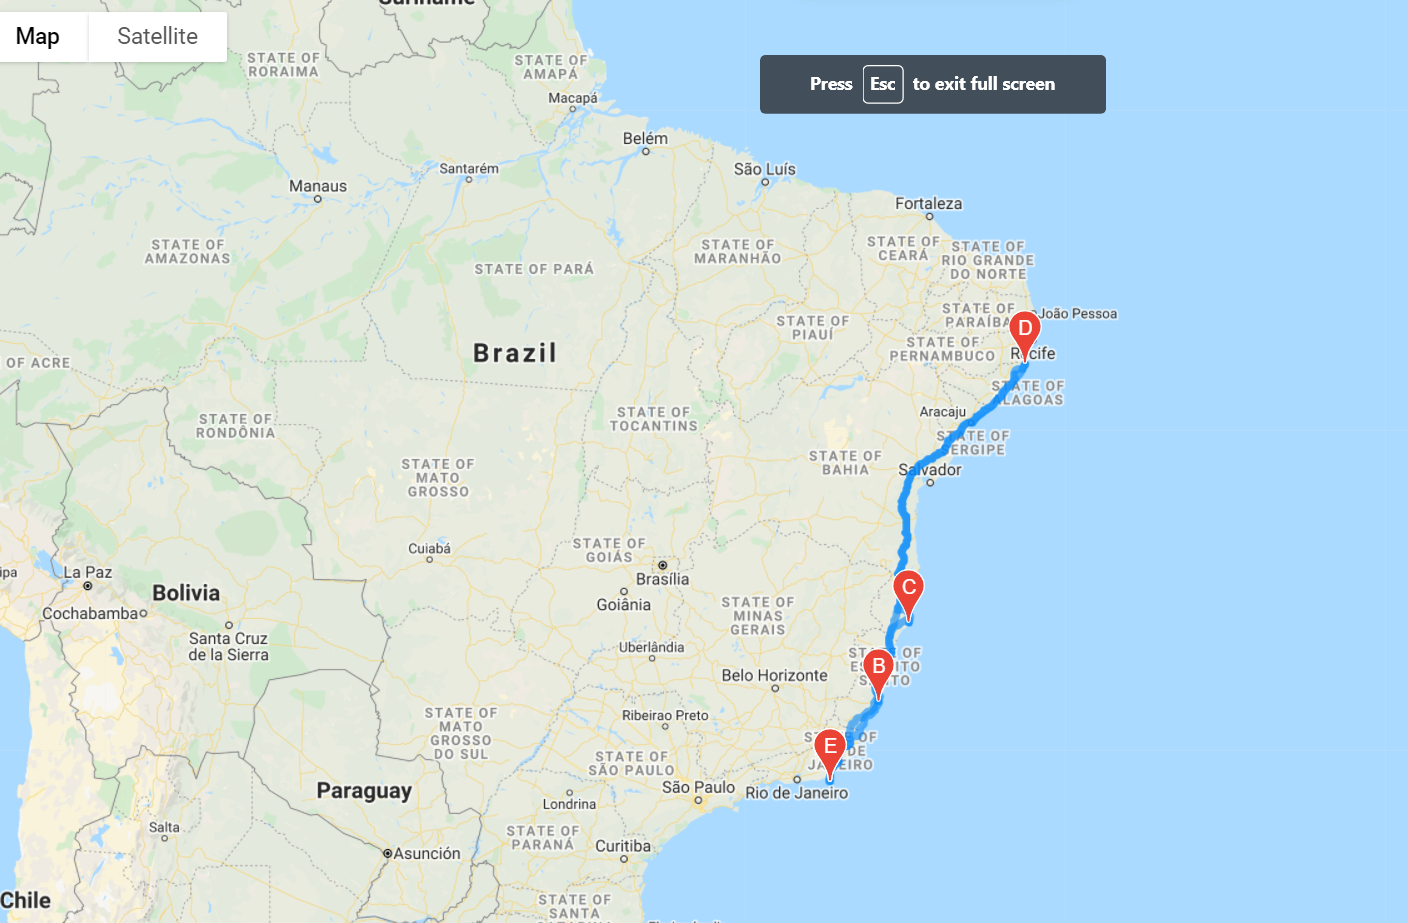 Suriname
Map
Satellite
STATE OF
RORAIMA
STATE OF
AMAPÁ
Press Esc to exit full screen
Macapá
Belém
Santarém
São Luís
Manaus
Fortaleza
STATE OF
AMAZONAS
STATE OF PARÁ
STATE OF
MARANHÃO
STATE OF
CEARÁ
STATE OF
RIO GRANDE
DO NORTE
STATE OF
PARAÍBA
João Pessoa
D
STATE OF
PIAUÍ
STATE OF
PERNAMBUCO
Recife
OF ACRE
Brazil
STATE OF
ALAGOAS
STATE OF
RONDÔNIA
STATE OF
TOCANTINS
Aracaju
STATE OF
SERGIPE
STATE OF
MATO
GROSSO
STATE OF
BAHIA
Salvador
Cuiabá
STATE OF
GOIÁS
Brasília
Goiânia
ipa
La Paz
Bolivia
Cochabamba
C
STATE OF
MINAS
GERAIS
Santa Cruz
de la Sierra
Uberlândia
STATE OF
ESPÍRITO
SANTO
B
Belo Horizonte
STATE OF
MATO
GROSSO
DO SUL
Ribeirao Preto
STATE OF
RIO DE
JANEIRO
E
STATE OF
SÃO PAULO
Paraguay
São Paulo
Rio de Janeiro
Londrina
Salta
STATE OF
PARANÁ
Asunción
Curitiba
Chile
STATE OF
SANTA